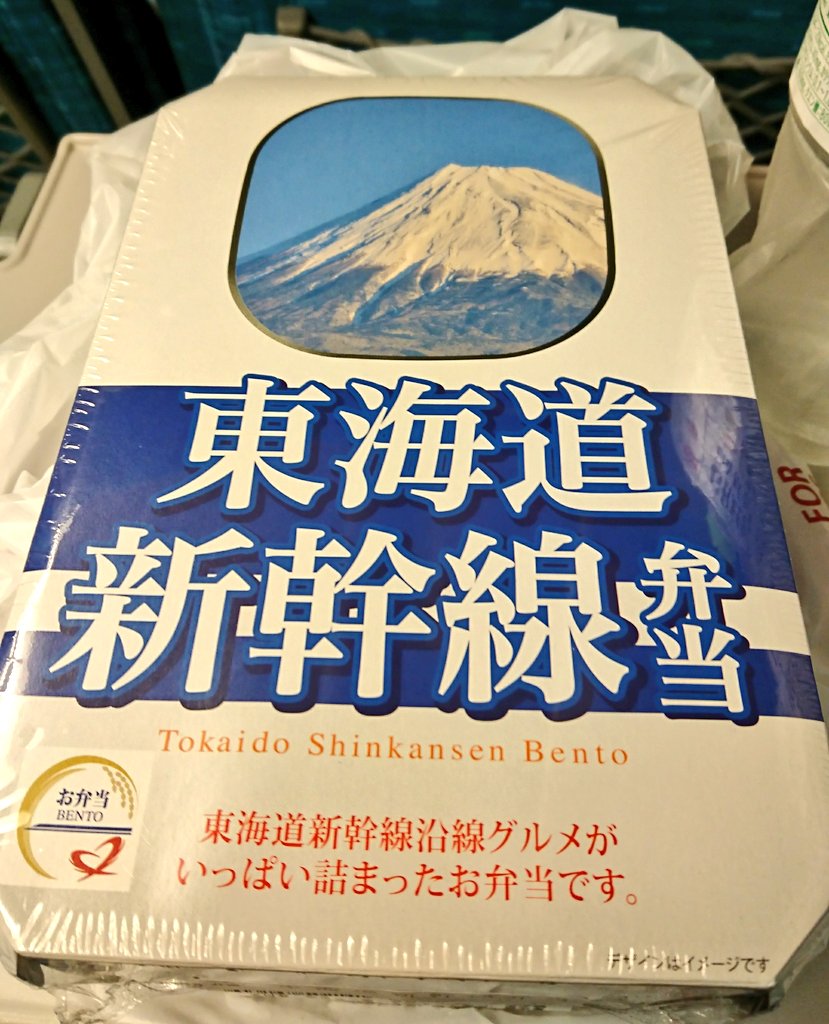 東海道
新幹線弁当
Tokaido Shinkansen Bento
お弁当
BENTO
東海道新幹線沿線グルメが
いっぱい詰まったお弁当です。
デザインはイメージです
FOR